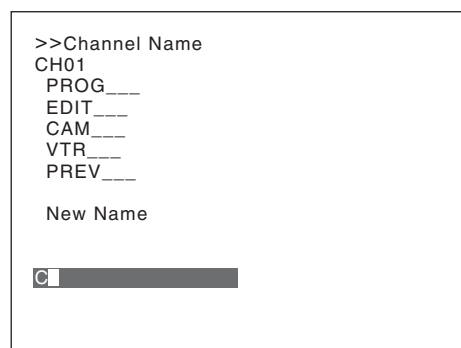 >>Channel Name
CH01
PROG___
EDIT___
CAM___
VTR___
PREV___
New Name
C